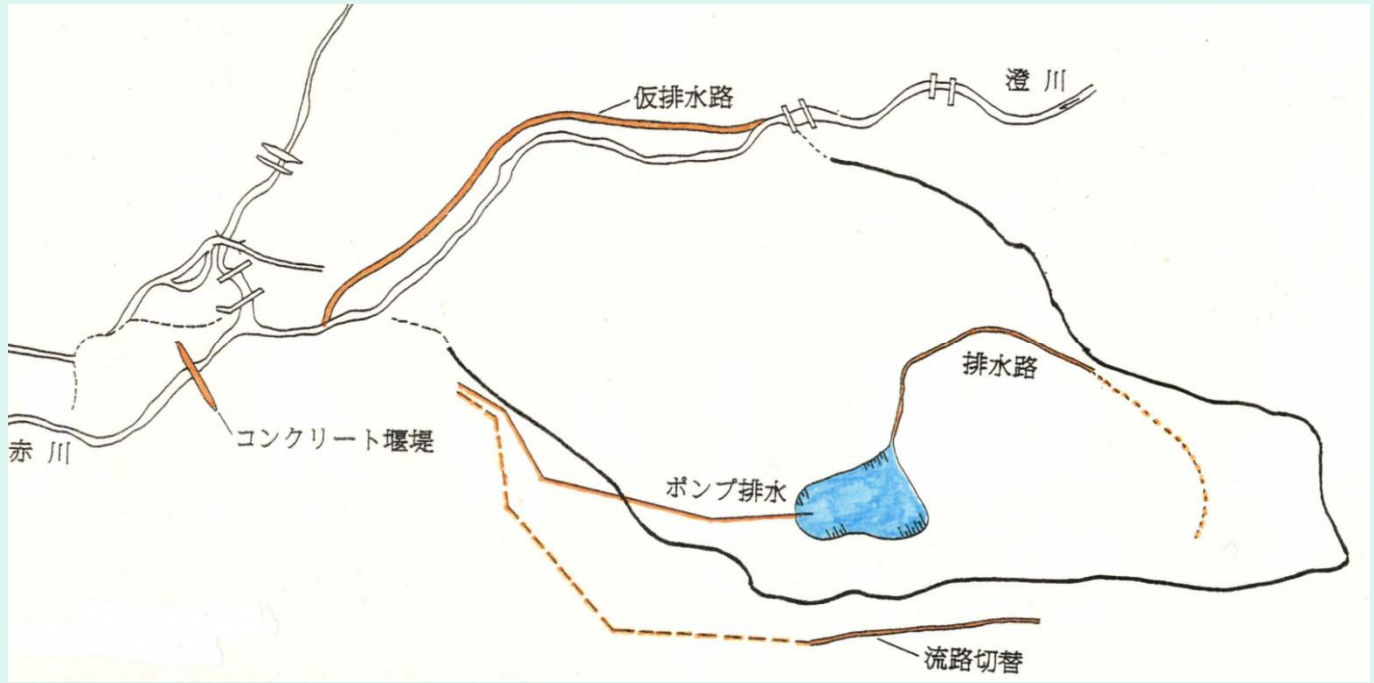 澄川
仮排水路
排水路
コンクリート堰堤
赤川
ポンプ排水
流路切替